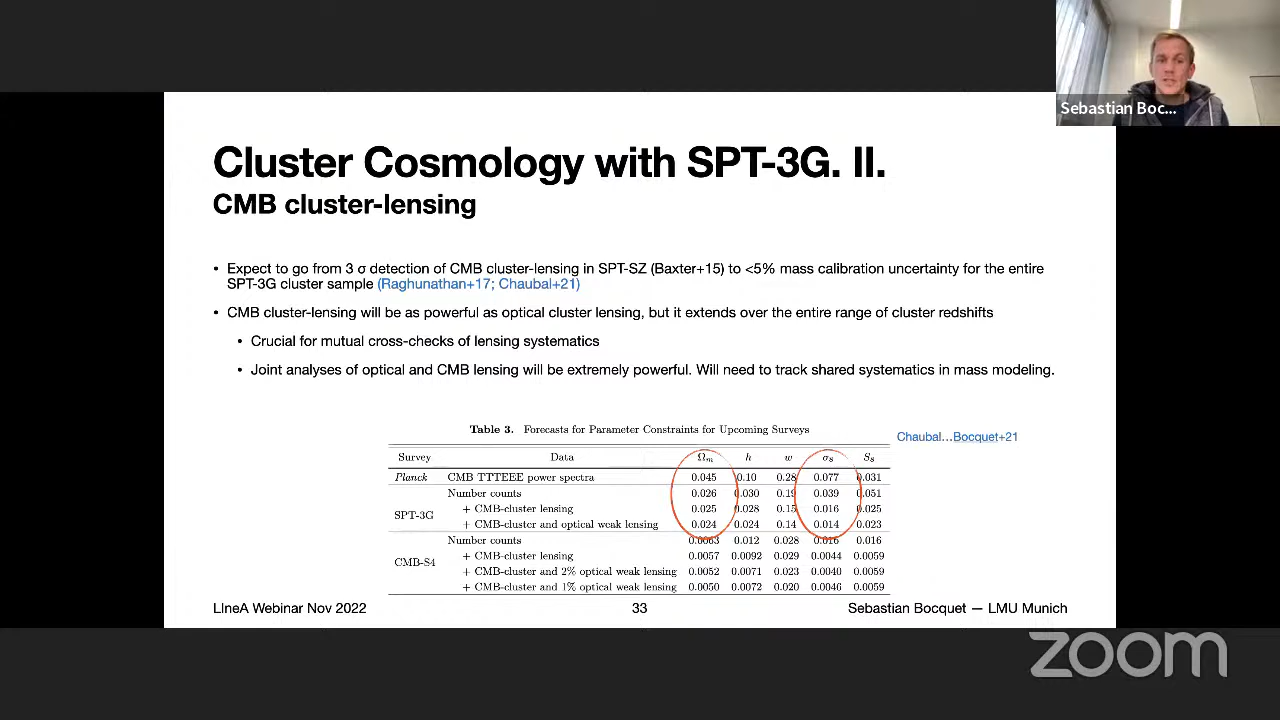 Sebastian Boc...
Cluster Cosmology with SPT-3G. II.
CMB cluster-lensing
• Expect to go from 3 σ detection of CMB cluster-lensing in SPT-SZ (Baxter+15) to <5% mass calibration uncertainty for the entire
SPT-3G cluster sample (Raghunathan+17; Chaubal+21)
• CMB cluster-lensing will be as powerful as optical cluster lensing, but it extends over the entire range of cluster redshifts
• Crucial for mutual cross-checks of lensing systematics
• Joint analyses of optical and CMB lensing will be extremely powerful. Will need to track shared systematics in mass modeling.
Table 3. Forecasts for Parameter Constraints for Upcoming Surveys
Chaubal...Bocquet+21
Survey Data Ωm h w σ8 S8
Planck CMB TTTEEE power spectra 0.045 0.10 0.28 0.077 0.031
Number counts 0.026 0.030 0.19 0.039 0.051
SPT-3G + CMB-cluster lensing 0.025 0.028 0.15 0.016 0.025
+ CMB-cluster and optical weak lensing 0.024 0.024 0.14 0.014 0.023
Number counts 0.0063 0.012 0.028 0.016 0.016
CMB-S4 + CMB-cluster lensing 0.0057 0.0092 0.029 0.0044 0.0059
+ CMB-cluster and 2% optical weak lensing 0.0052 0.0071 0.023 0.0040 0.0059
+ CMB-cluster and 1% optical weak lensing 0.0050 0.0072 0.020 0.0046 0.0059
LIneA Webinar Nov 2022 33 Sebastian Bocquet — LMU Munich
zoom